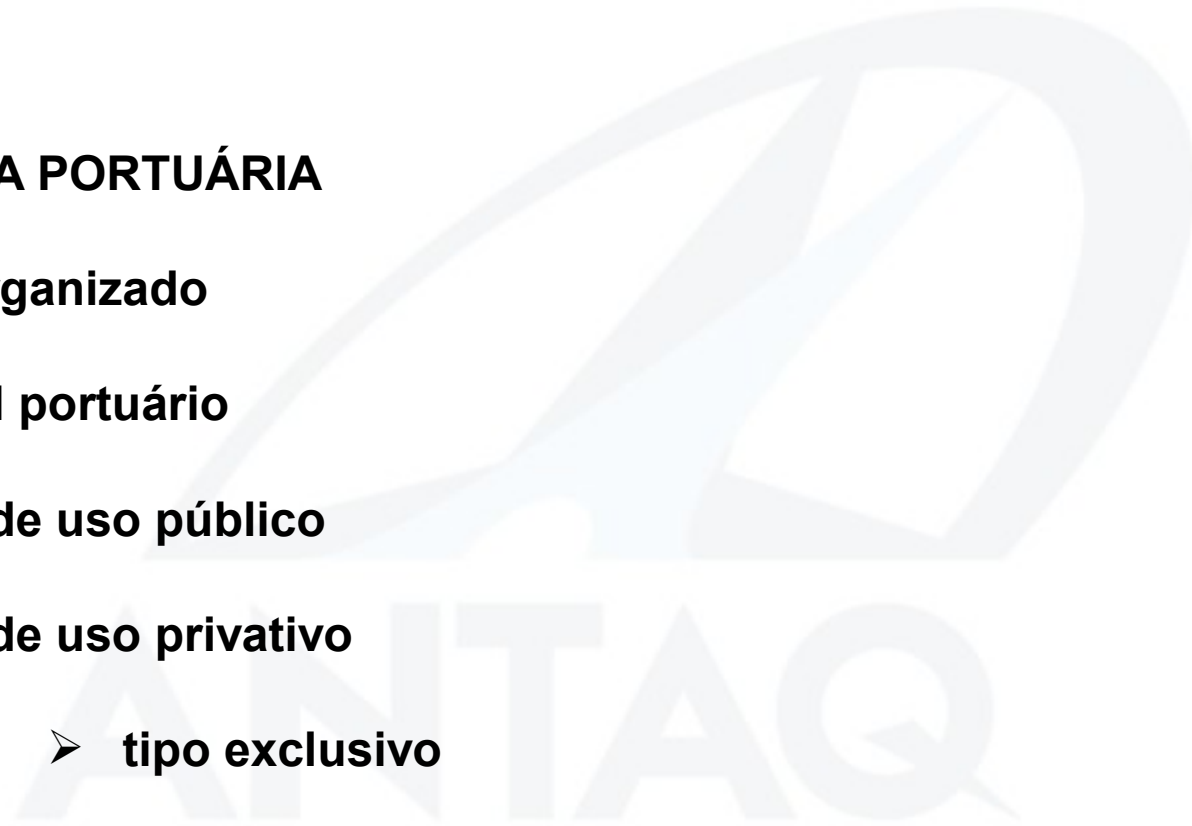 A PORTUÁRIA
ganizado
l portuário
de uso público
de uso privativo
➢ tipo exclusivo
ANTAQ